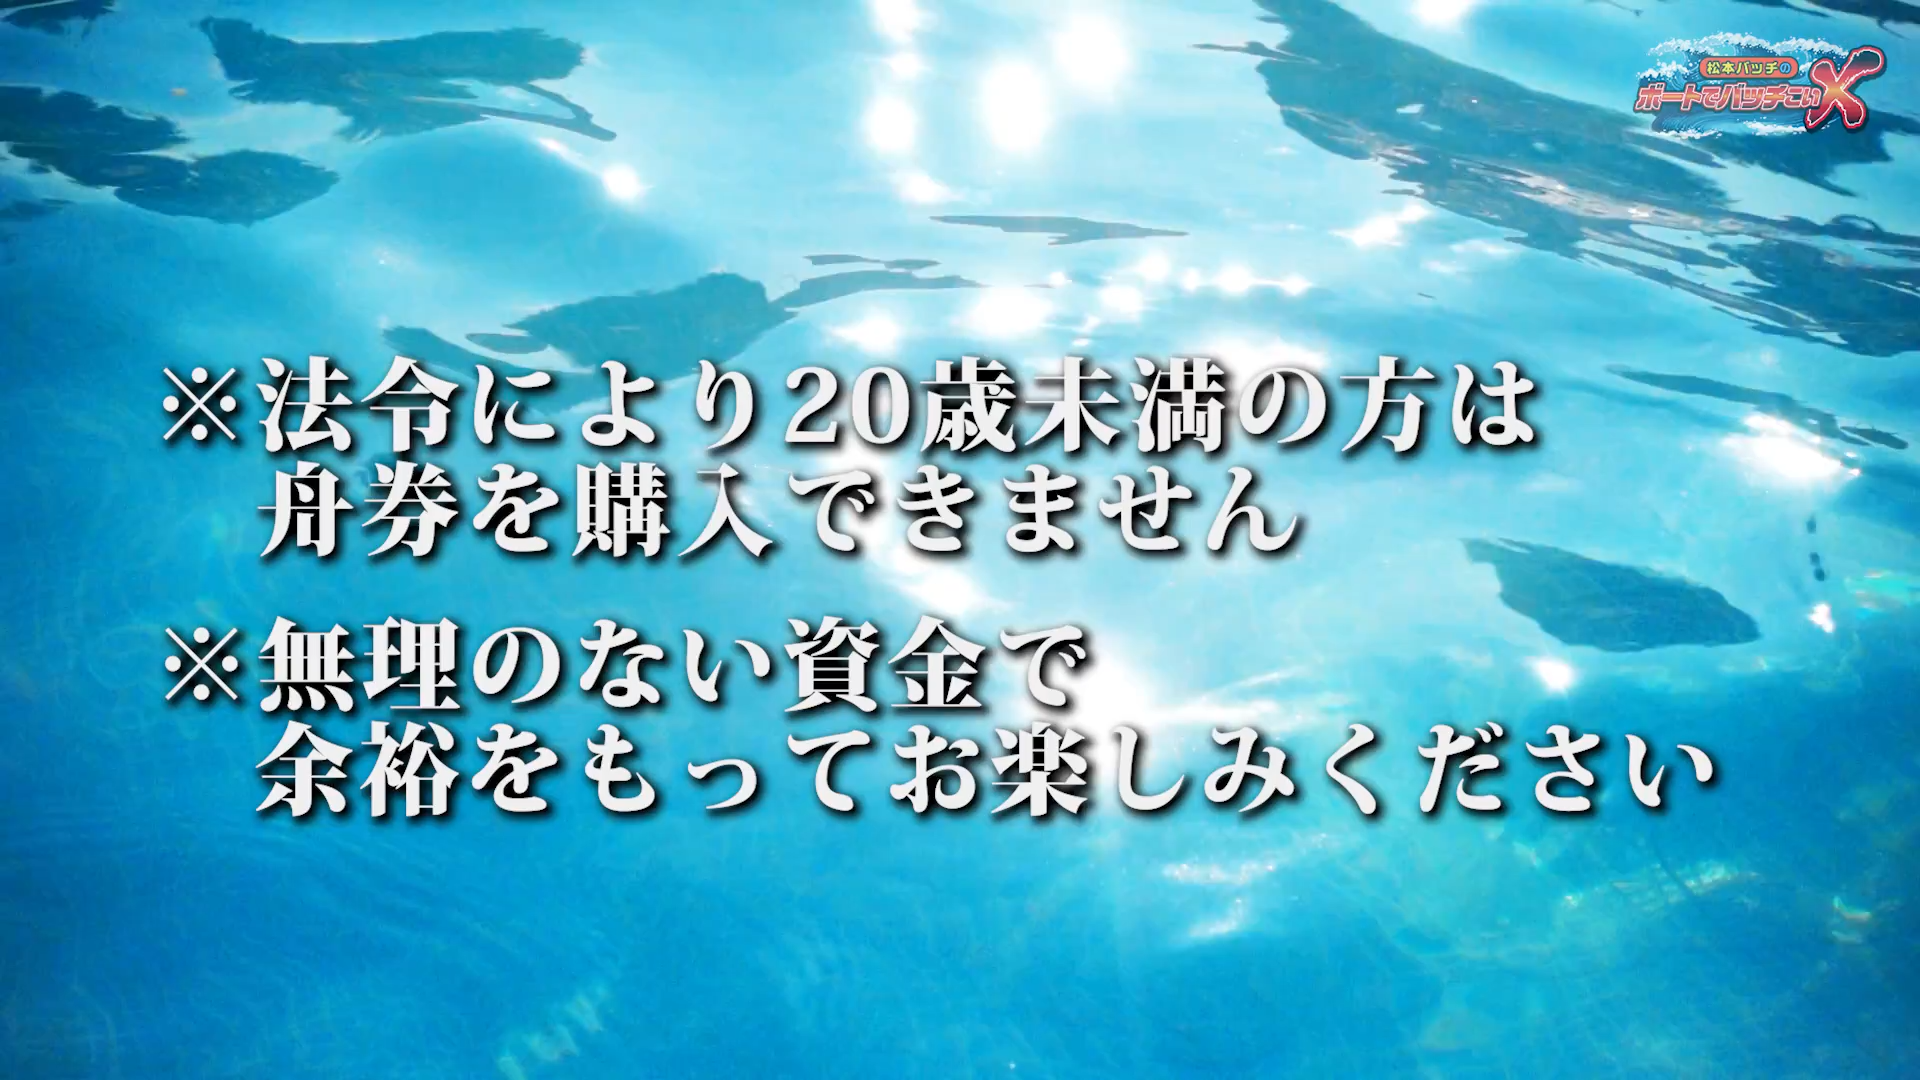 松本バッチの
ボートでバッチこいX
※法令により20歳未満の方は
舟券を購入できません
※無理のない資金で
余裕をもってお楽しみください